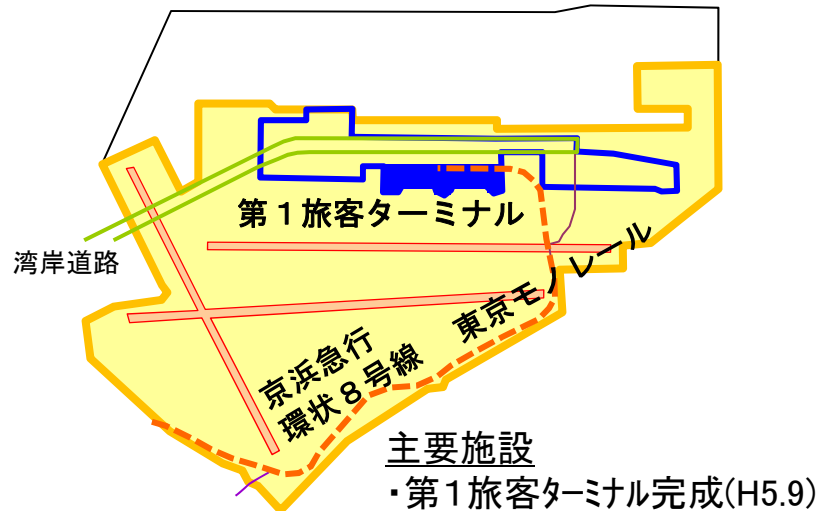 第１旅客ターミナル
湾岸道路
東京モノレール
京浜急行
環状８号線
主要施設
・第１旅客ターミナル完成(H5.9)